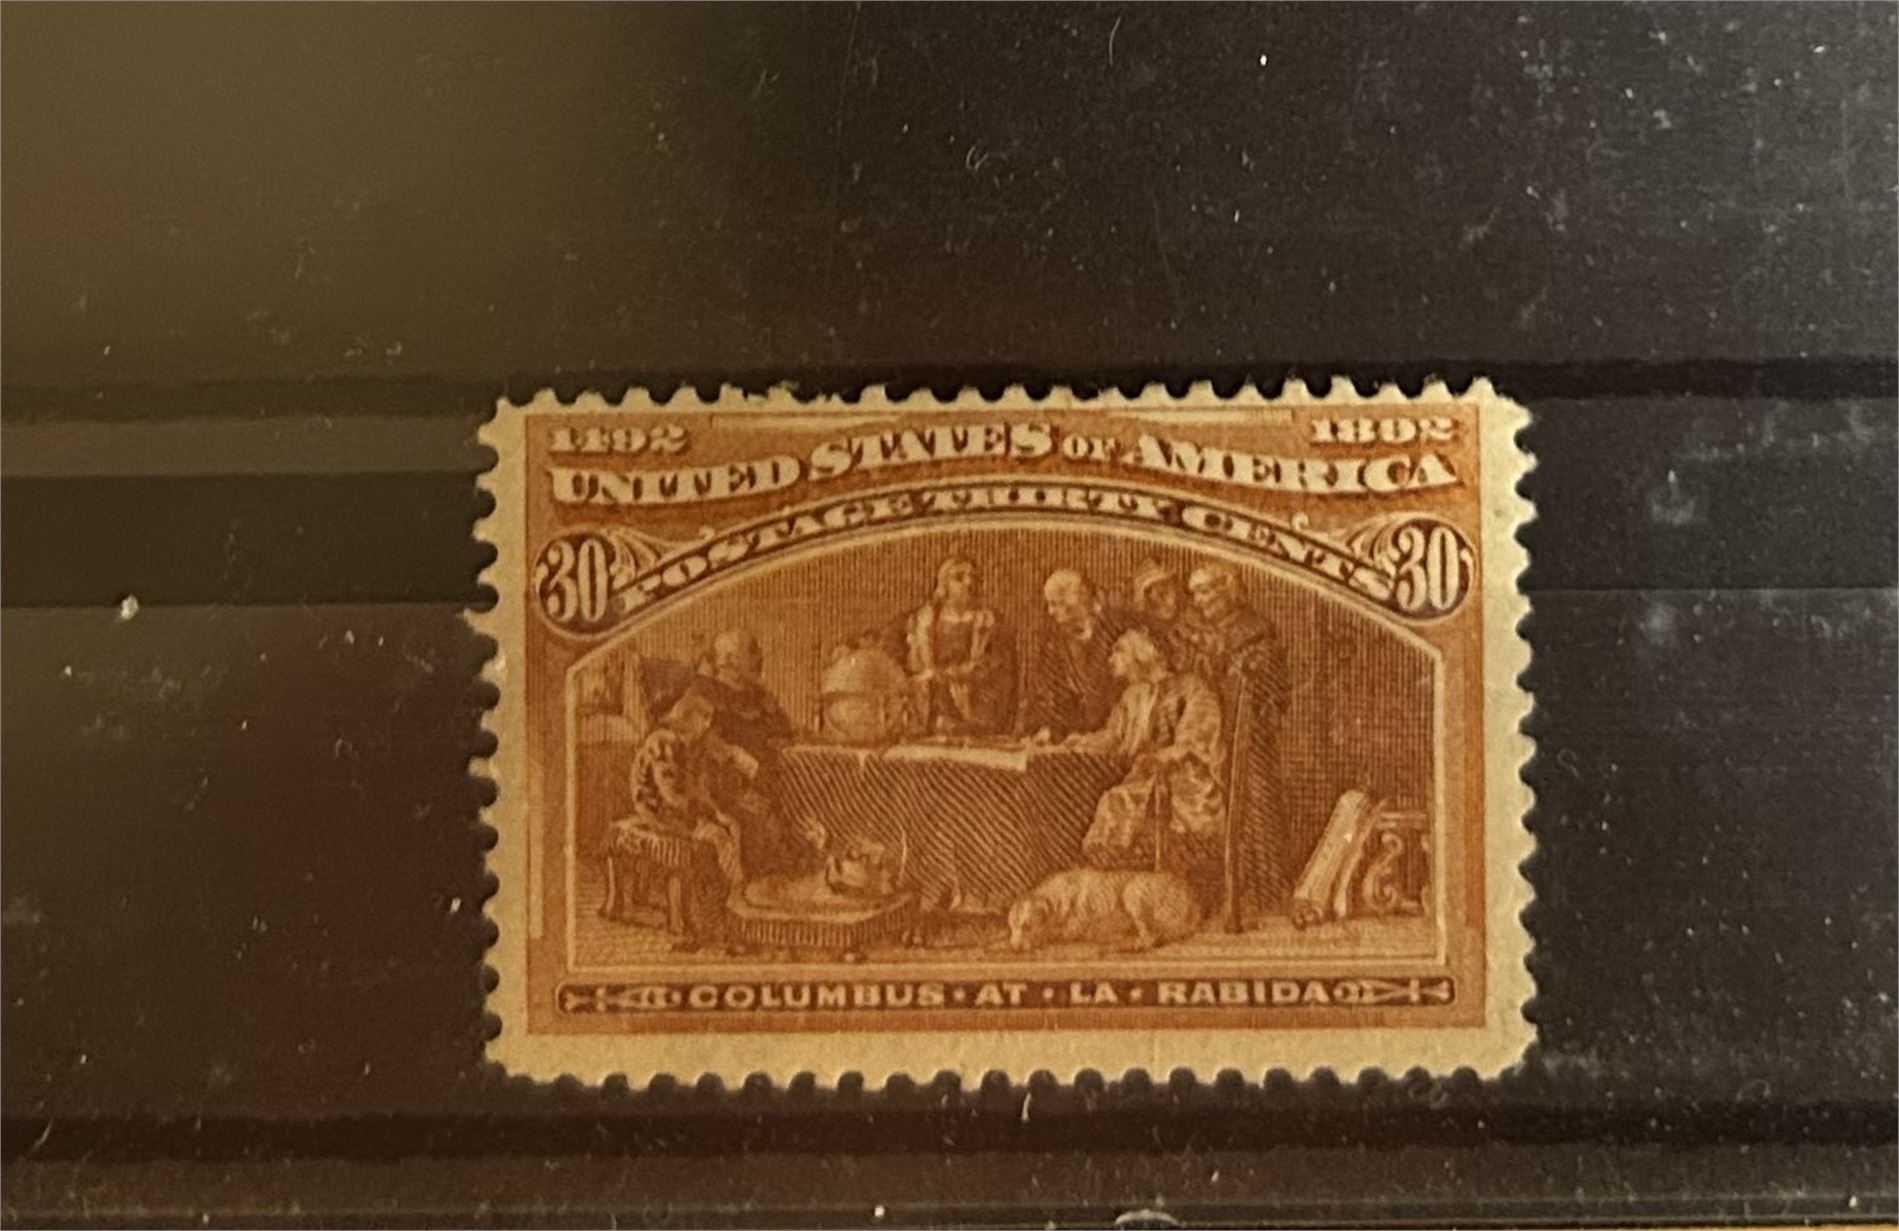 1492 1892
UNITED STATES OF AMERICA
POSTAGE THIRTY CENTS
30 30
COLUMBUS · AT · LA · RABIDA